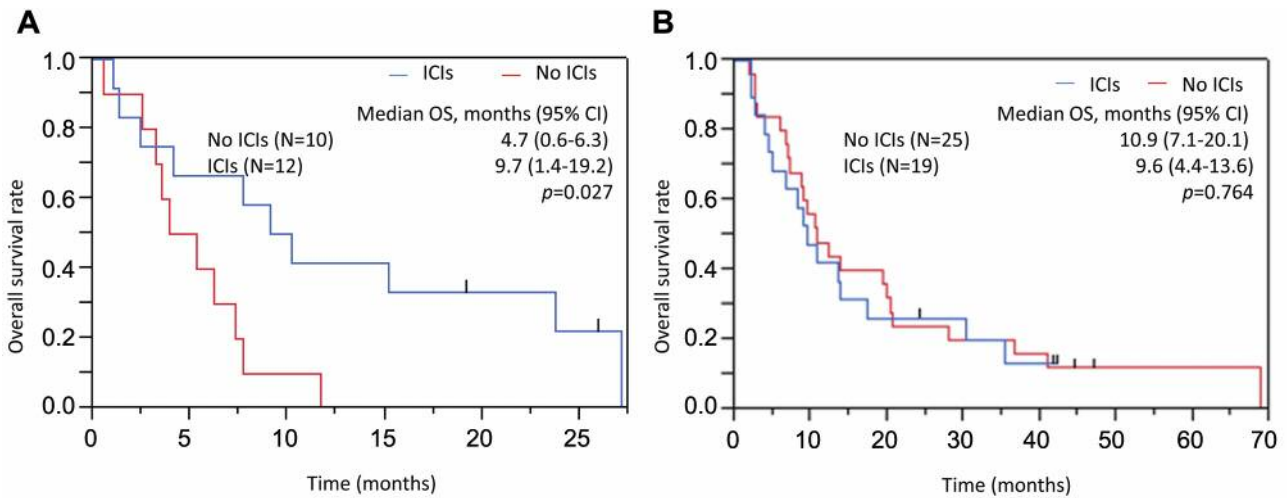 A
Overall survival rate
1.0
0.8
0.6
0.4
0.2
0.0
ICIs No ICIs
Median OS, months (95% CI)
No ICIs (N=10) 4.7 (0.6-6.3)
ICIs (N=12) 9.7 (1.4-19.2)
p=0.027
0 5 10 15 20 25
Time (months)
B
Overall survival rate
1.0
0.8
0.6
0.4
0.2
0.0
ICIs No ICIs
Median OS, months (95% CI)
No ICIs (N=25) 10.9 (7.1-20.1)
ICIs (N=19) 9.6 (4.4-13.6)
p=0.764
0 10 20 30 40 50 60 70
Time (months)